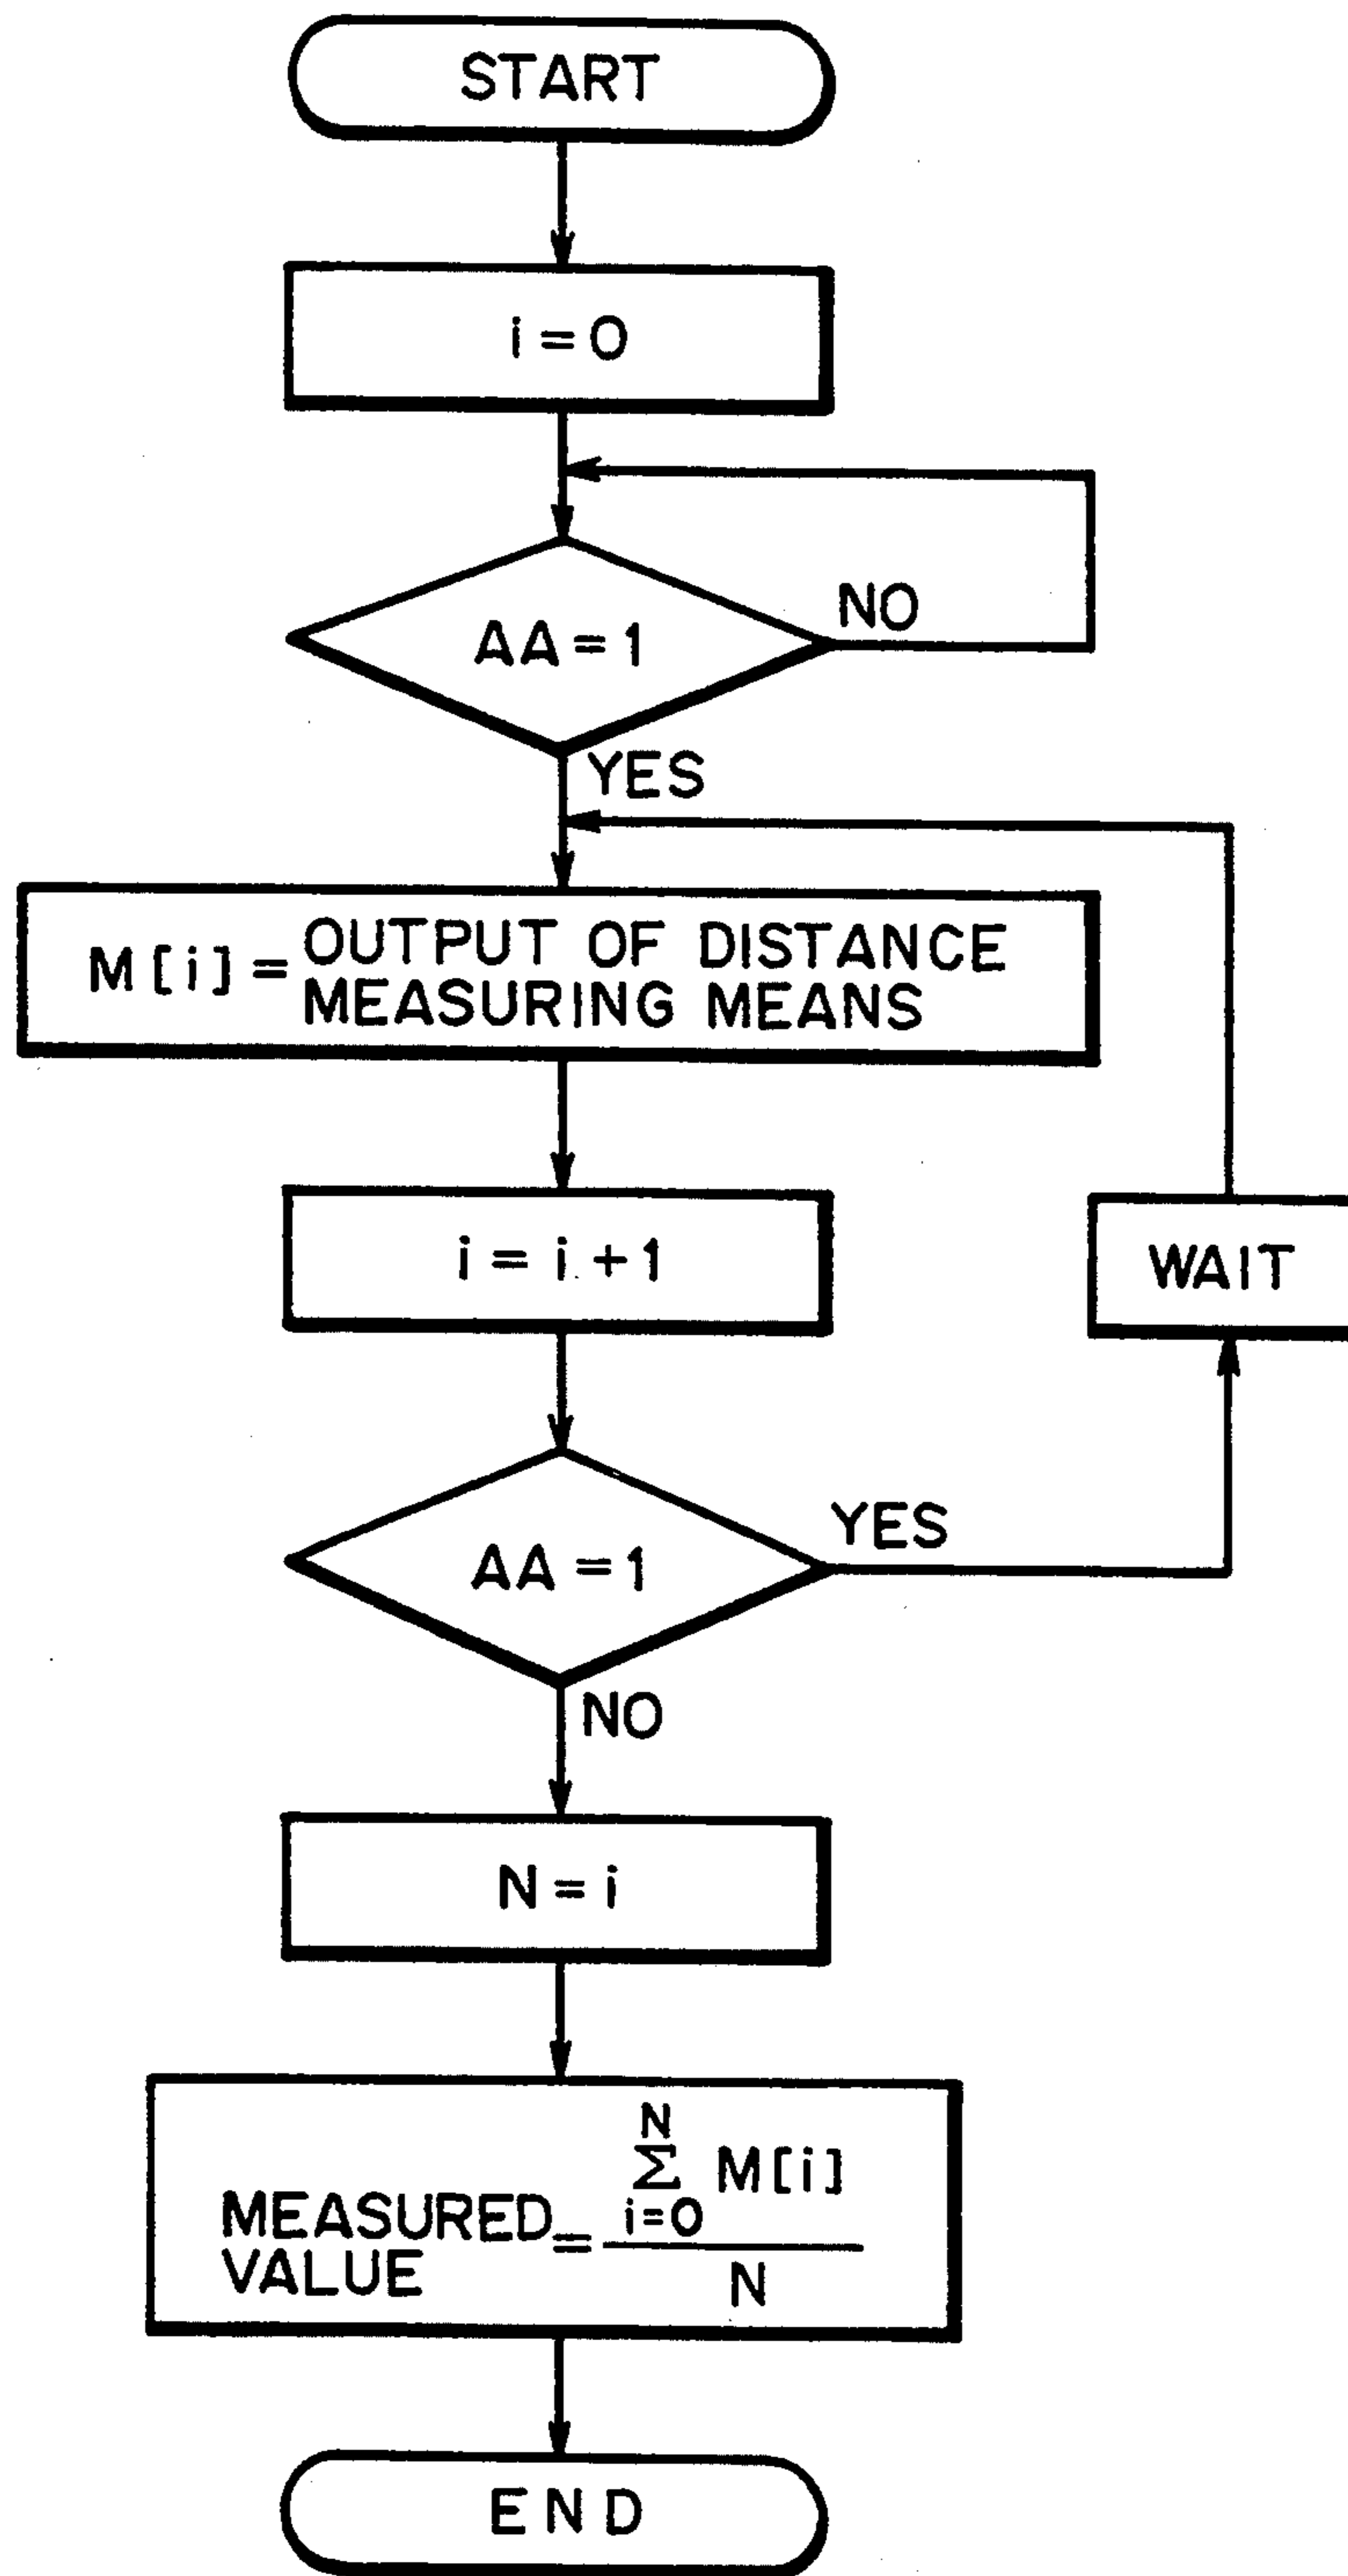 START
i = 0
AA = 1
NO
YES
M [ i ] = OUTPUT OF DISTANCE
MEASURING MEANS
i = i + 1
WAIT
AA = 1
YES
NO
N = i
N
Σ M [ i ]
i=0
MEASURED =
VALUE
N
END